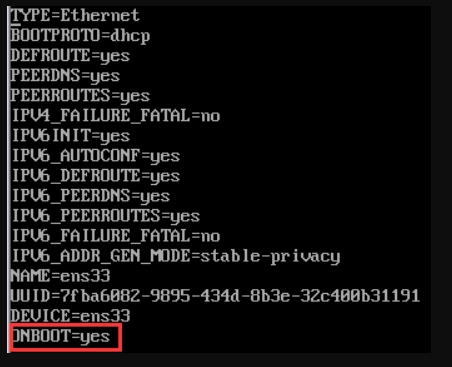 TYPE=Ethernet
BOOTPROTO=dhcp
DEFROUTE=yes
PEERDNS=yes
PEERROUTES=yes
IPV4_FAILURE_FATAL=no
IPV6INIT=yes
IPV6_AUTOCONF=yes
IPV6_DEFROUTE=yes
IPV6_PEERDNS=yes
IPV6_PEERROUTES=yes
IPV6_FAILURE_FATAL=no
IPV6_ADDR_GEN_MODE=stable-privacy
NAME=ens33
UUID=7fba6082-9895-434d-8b3e-32c400b31191
DEVICE=ens33
ONBOOT=yes